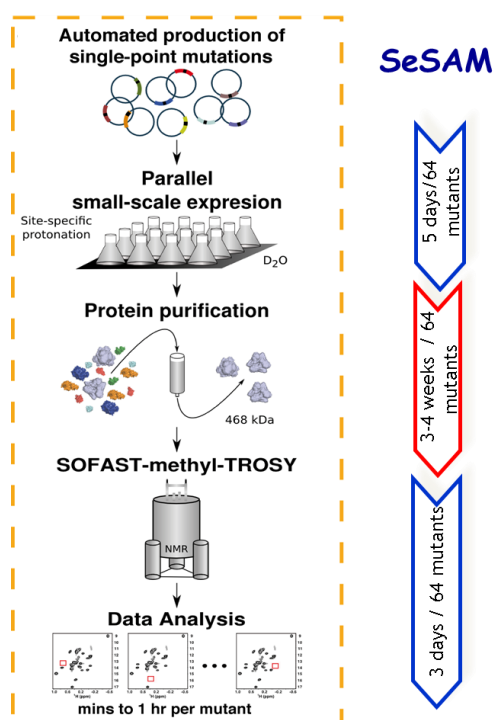 Automated production of
single-point mutations
SeSAM
Parallel
small-scale expresion
Site-specific
protonation
D2O
5 days/64
mutants
Protein purification
468 kDa
3-4 weeks / 64
mutants
SOFAST-methyl-TROSY
NMR
3 days / 64 mutants
Data Analysis
mins to 1 hr per mutant